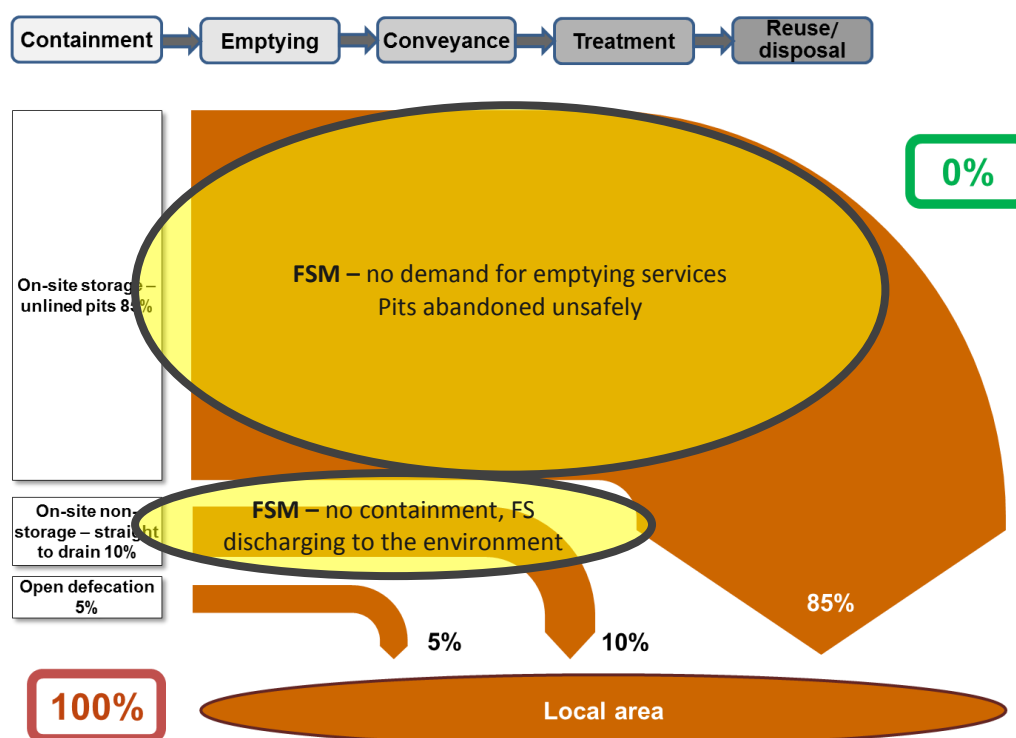 Containment
Emptying
Conveyance
Treatment
Reuse/
disposal
0%
On-site storage –
unlined pits 85%
FSM – no demand for emptying services
Pits abandoned unsafely
On-site non-
storage – straight
to drain 10%
FSM – no containment, FS
discharging to the environment
Open defecation
5%
5%
10%
85%
100%
Local area